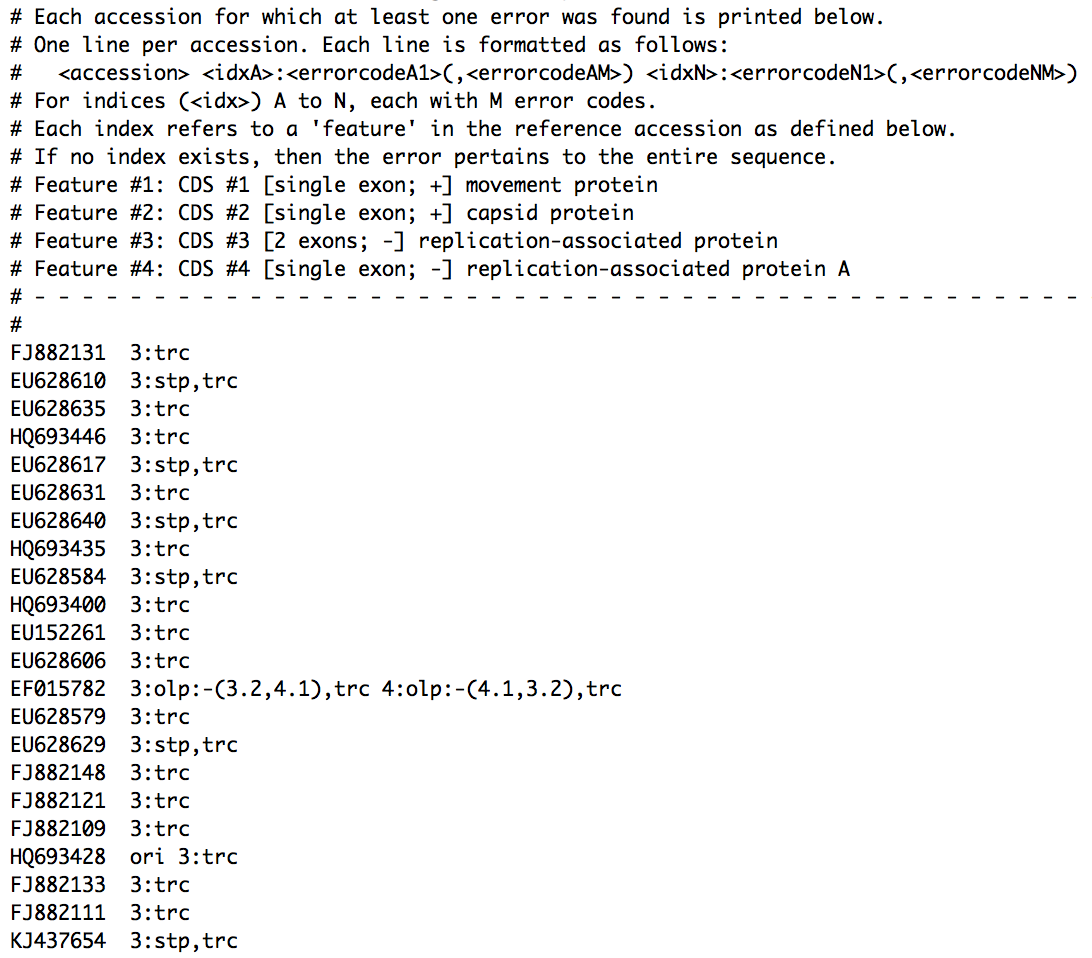 # Each accession for which at least one error was found is printed below.
# One line per accession. Each line is formatted as follows:
#   <accession> <idxA>:<errorcodeA1>(,<errorcodeAM>) <idxN>:<errorcodeN1>(,<errorcodeNM>)
# For indices (<idx>) A to N, each with M error codes.
# Each index refers to a 'feature' in the reference accession as defined below.
# If no index exists, then the error pertains to the entire sequence.
# Feature #1: CDS #1 [single exon; +] movement protein
# Feature #2: CDS #2 [single exon; +] capsid protein
# Feature #3: CDS #3 [2 exons; -] replication-associated protein
# Feature #4: CDS #4 [single exon; -] replication-associated protein A
# - - - - - - - - - - - - - - - - - - - - - - - - - - - - - - - - - - - - - - - - - - - -
#
FJ882131  3:trc
EU628610  3:stp,trc
EU628635  3:trc
HQ693446  3:trc
EU628617  3:stp,trc
EU628631  3:trc
EU628640  3:stp,trc
HQ693435  3:trc
EU628584  3:stp,trc
HQ693400  3:trc
EU152261  3:trc
EU628606  3:trc
EF015782  3:olp:-(3.2,4.1),trc 4:olp:-(4.1,3.2),trc
EU628579  3:trc
EU628629  3:stp,trc
FJ882148  3:trc
FJ882121  3:trc
FJ882109  3:trc
HQ693428  ori 3:trc
FJ882133  3:trc
FJ882111  3:trc
KJ437654  3:stp,trc